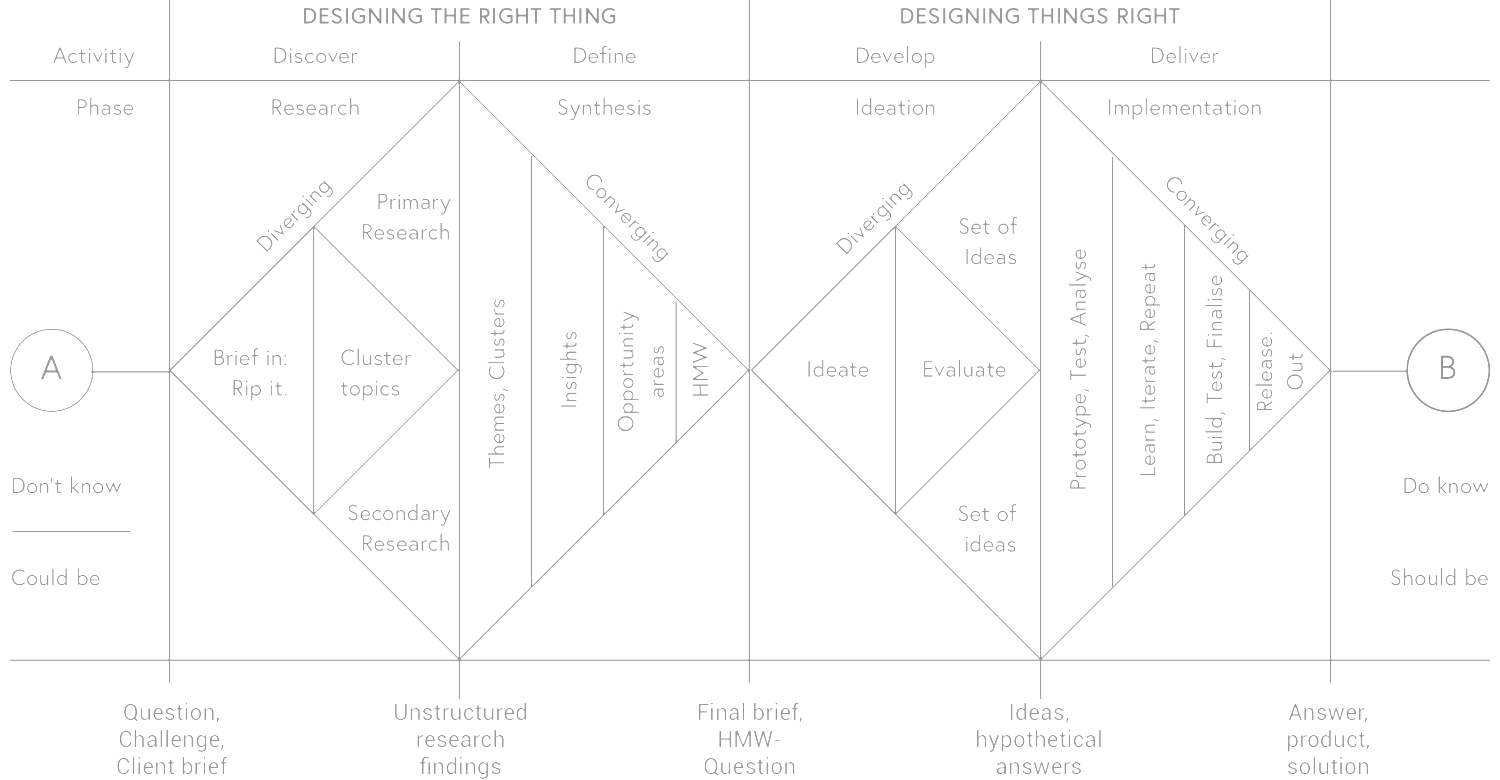 DESIGNING THE RIGHT THING
DESIGNING THINGS RIGHT
Activitiy
Discover
Define
Develop
Deliver
Phase
Research
Synthesis
Ideation
Implementation
Diverging
Primary
Research
Converging
Diverging
Set of
Ideas
Converging
A
Brief in:
Rip it.
Cluster
topics
Themes, Clusters
Insights
Opportunity
areas
HMW
Ideate
Evaluate
Prototype, Test, Analyse
Learn, Iterate, Repeat
Build, Test, Finalise
Release.
Out
B
Don't know
Could be
Secondary
Research
Set of
ideas
Do know
Should be
Question,
Challenge,
Client brief
Unstructured
research
findings
Final brief,
HMW-
Question
Ideas,
hypothetical
answers
Answer,
product,
solution